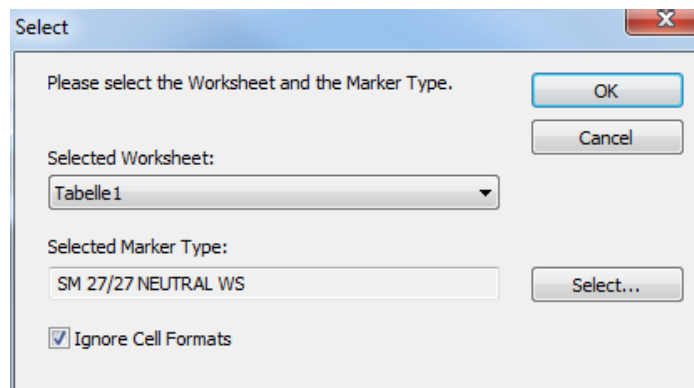 Select
Please select the Worksheet and the Marker Type.
OK
Cancel
Selected Worksheet:
Tabelle1
Selected Marker Type:
SM 27/27 NEUTRAL WS
Select...
Ignore Cell Formats